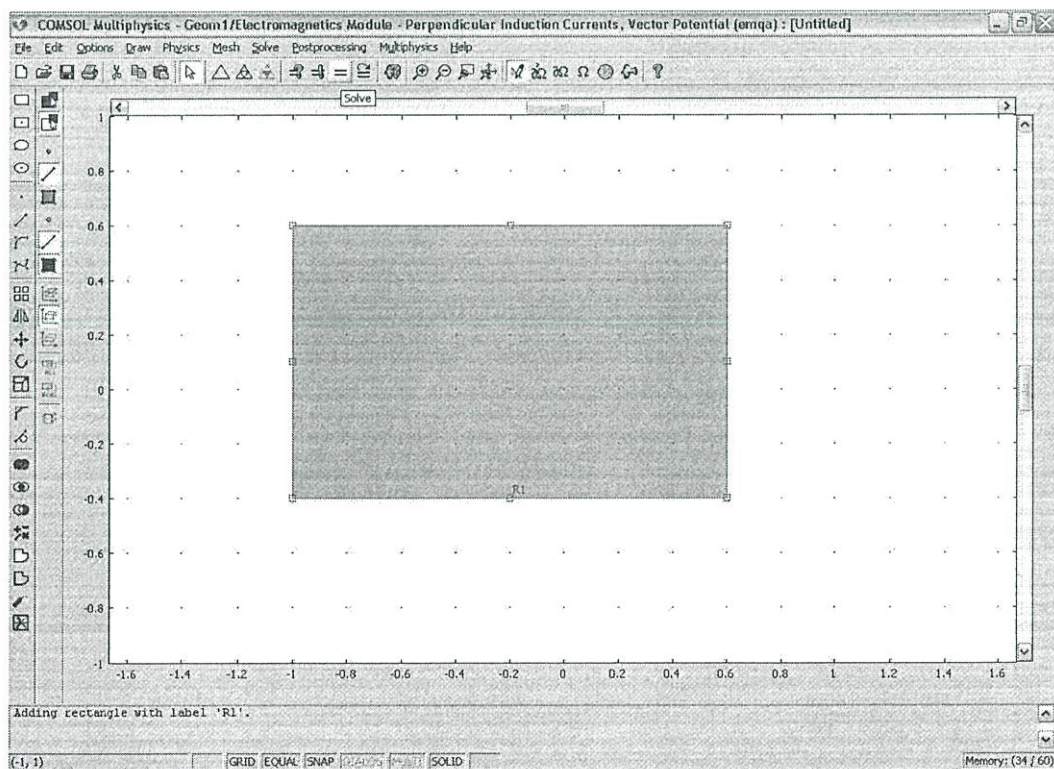 COMSOL Multiphysics - Geom1/Electromagnetics Module - Perpendicular Induction Currents, Vector Potential (emqa) : [Untitled]
File Edit Options Draw Physics Mesh Solve Postprocessing Multiphysics Help
Solve
1
0.8
0.6
0.4
0.2
0
-0.2
R1
-0.4
-0.6
-0.8
-1
-1.6 -1.4 -1.2 -1 -0.8 -0.6 -0.4 -0.2 0 0.2 0.4 0.6 0.8 1 1.2 1.4 1.6
Adding rectangle with label 'R1'.
(-1, 1) GRID EQUAL SNAP SOLID Memory: (34 / 60)